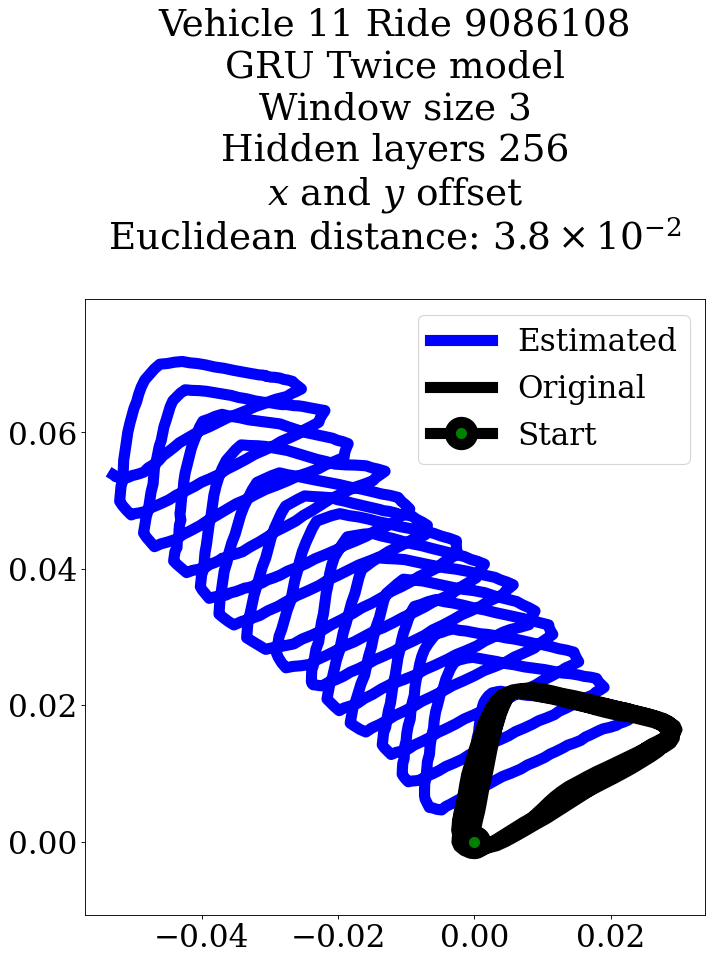 Vehicle 11 Ride 9086108
GRU Twice model
Window size 3
Hidden layers 256
x and y offset
Euclidean distance: 3.8 × 10⁻²
Estimated
Original
Start
0.06
0.04
0.02
0.00
−0.04
−0.02
0.00
0.02